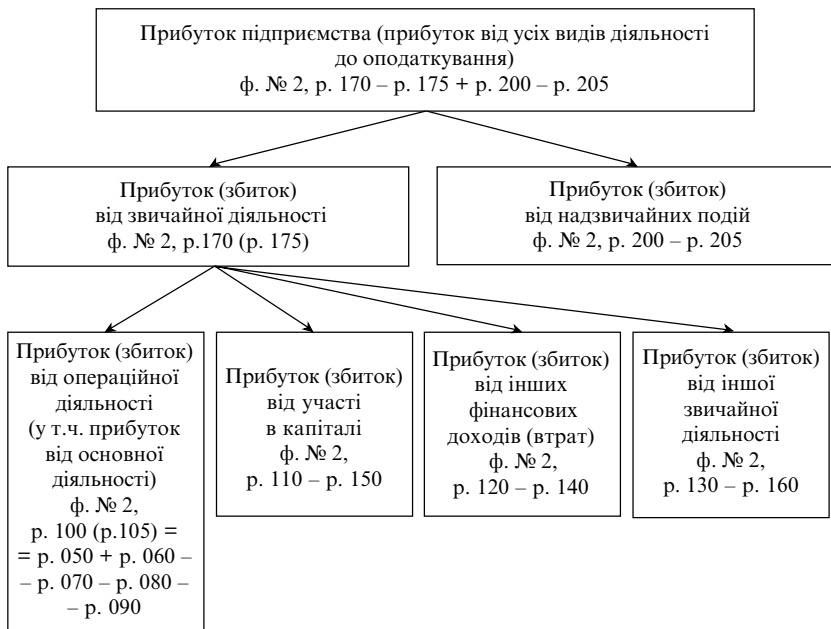 Прибуток підприємства (прибуток від усіх видів діяльності
до оподаткування)
ф. № 2, р. 170 – р. 175 + р. 200 – р. 205
Прибуток (збиток)
від звичайної діяльності
ф. № 2, р.170 (р. 175)
Прибуток (збиток)
від надзвичайних подій
ф. № 2, р. 200 – р. 205
Прибуток (збиток)
від операційної
діяльності
(у т.ч. прибуток
від основної
діяльності)
ф. № 2,
р. 100 (р.105) =
= р. 050 + р. 060 –
– р. 070 – р. 080 –
– р. 090
Прибуток (збиток)
від участі
в капіталі
ф. № 2,
р. 110 – р. 150
Прибуток (збиток)
від інших
фінансових
доходів (втрат)
ф. № 2,
р. 120 – р. 140
Прибуток (збиток)
від іншої
звичайної
діяльності
ф. № 2,
р. 130 – р. 160